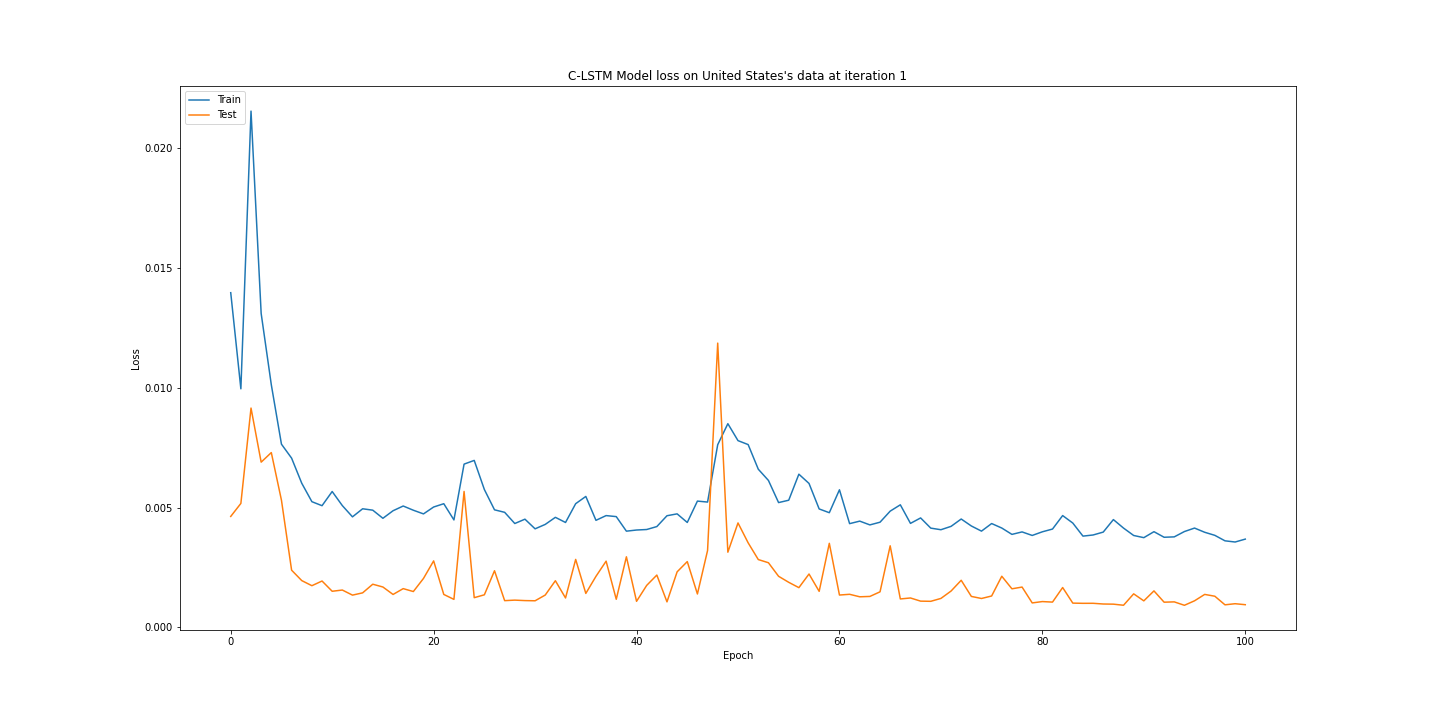 C-LSTM Model loss on United States's data at iteration 1
Train
Test
0.020
0.015
0.010
0.005
0.000
Loss
0 20 40 60 80 100
Epoch